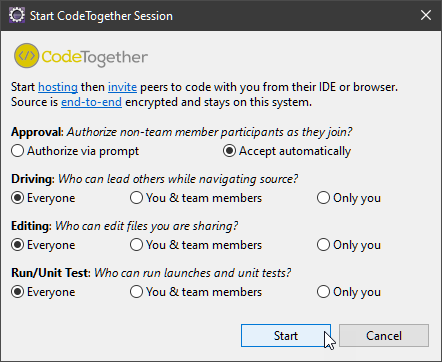 Start CodeTogether Session
CodeTogether
Start hosting then invite peers to code with you from their IDE or browser.
Source is end-to-end encrypted and stays on this system.
Approval: Authorize non-team member participants as they join?
Authorize via prompt Accept automatically
Driving: Who can lead others while navigating source?
Everyone You & team members Only you
Editing: Who can edit files you are sharing?
Everyone You & team members Only you
Run/Unit Test: Who can run launches and unit tests?
Everyone You & team members Only you
Start Cancel